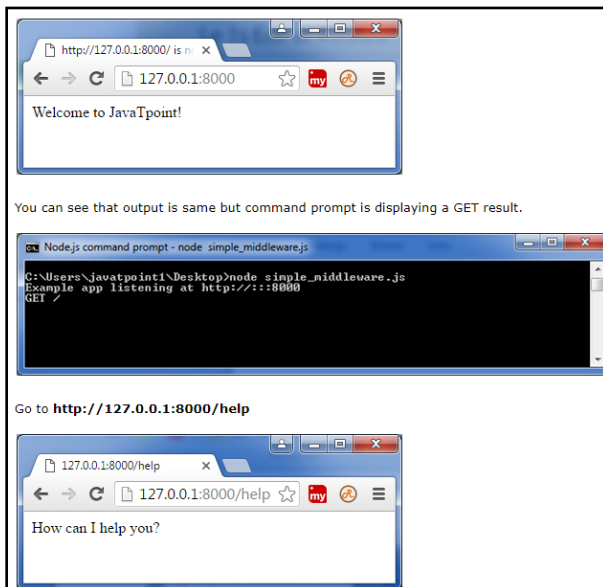 http://127.0.0.1:8000/ is n
127.0.0.1:8000
my
Welcome to JavaTpoint!
You can see that output is same but command prompt is displaying a GET result.
Node.js command prompt - node simple_middleware.js
C:\Users\javatpoint1\Desktop>node simple_middleware.js
Example app listening at http://:::8000
GET /
Go to http://127.0.0.1:8000/help
127.0.0.1:8000/help
127.0.0.1:8000/help
my
How can I help you?